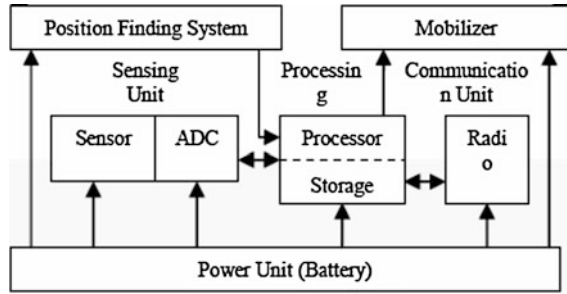 Position Finding System
Mobilizer
Sensing
Unit
Processin
g
Communicatio
n Unit
Sensor
ADC
Processor
Storage
Radi
o
Power Unit (Battery)